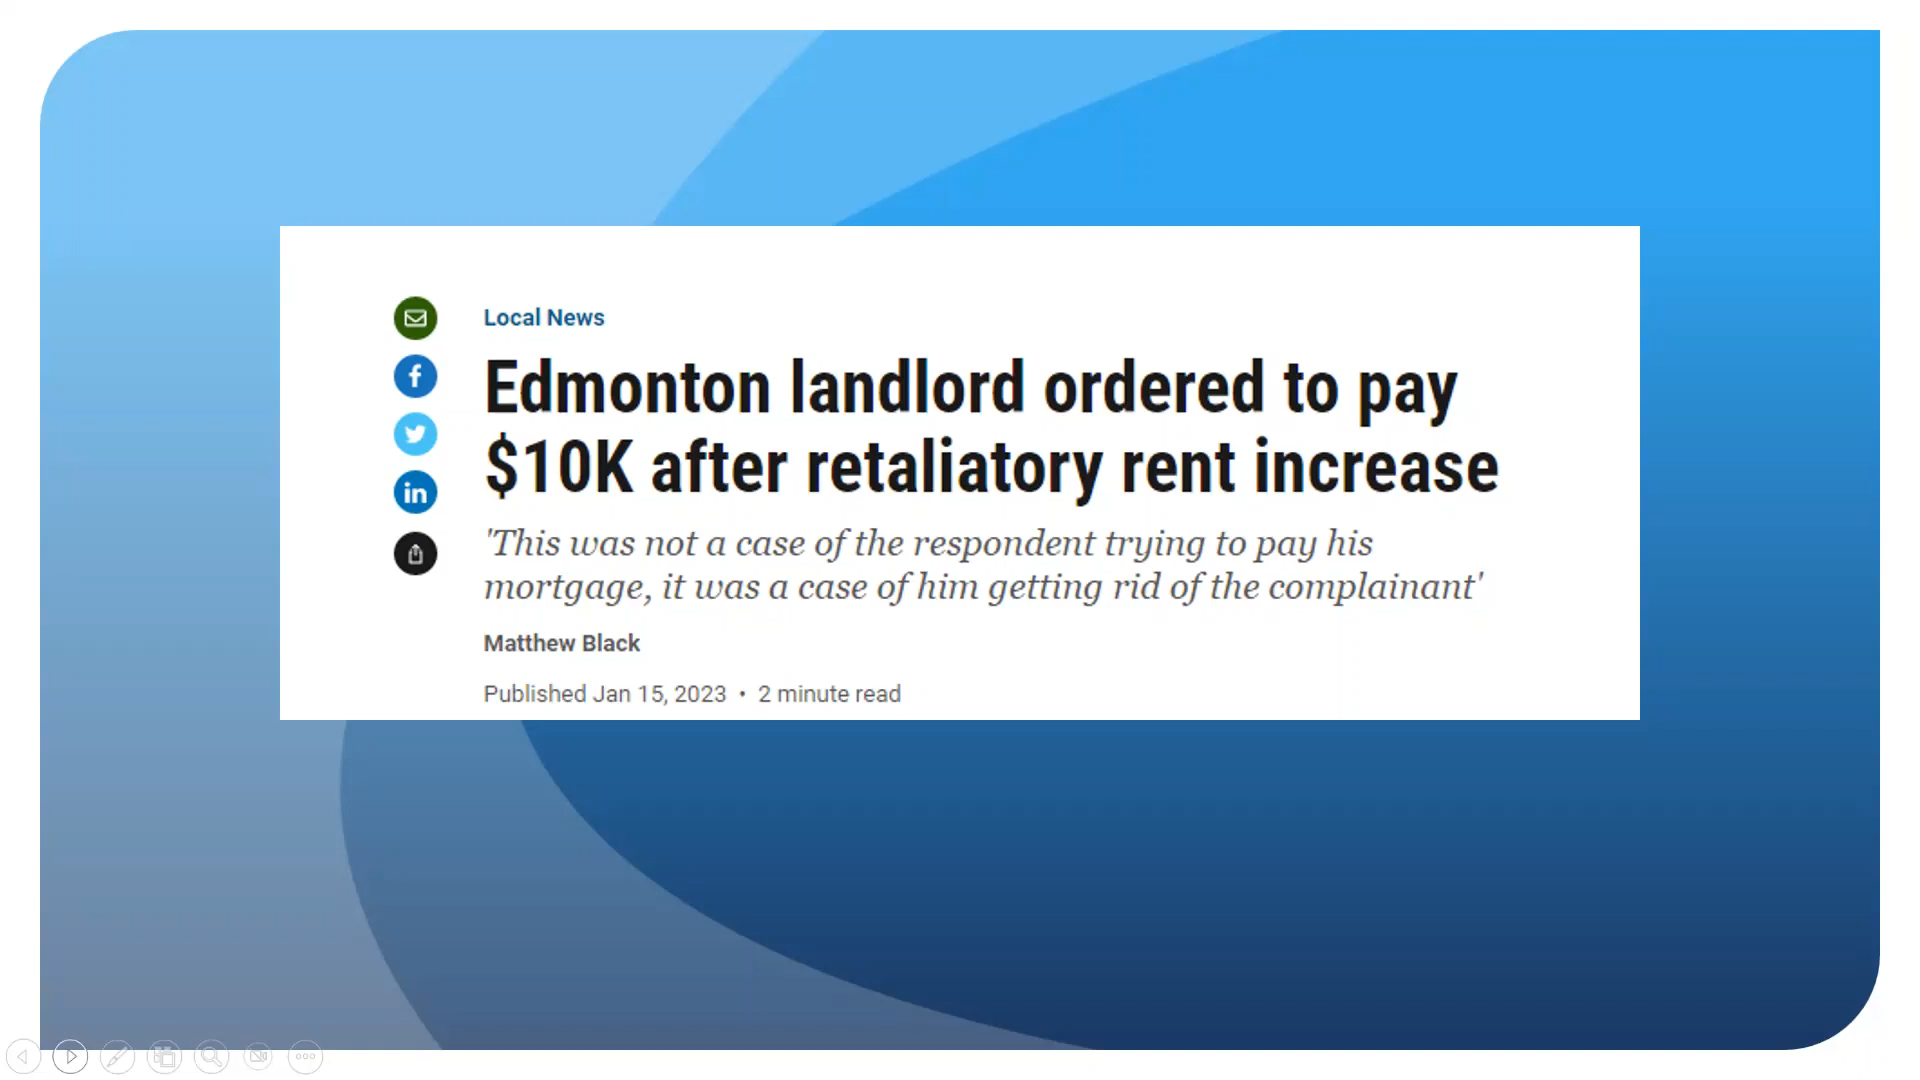 Local News
Edmonton landlord ordered to pay
$10K after retaliatory rent increase
'This was not a case of the respondent trying to pay his
mortgage, it was a case of him getting rid of the complainant'
Matthew Black
Published Jan 15, 2023 • 2 minute read